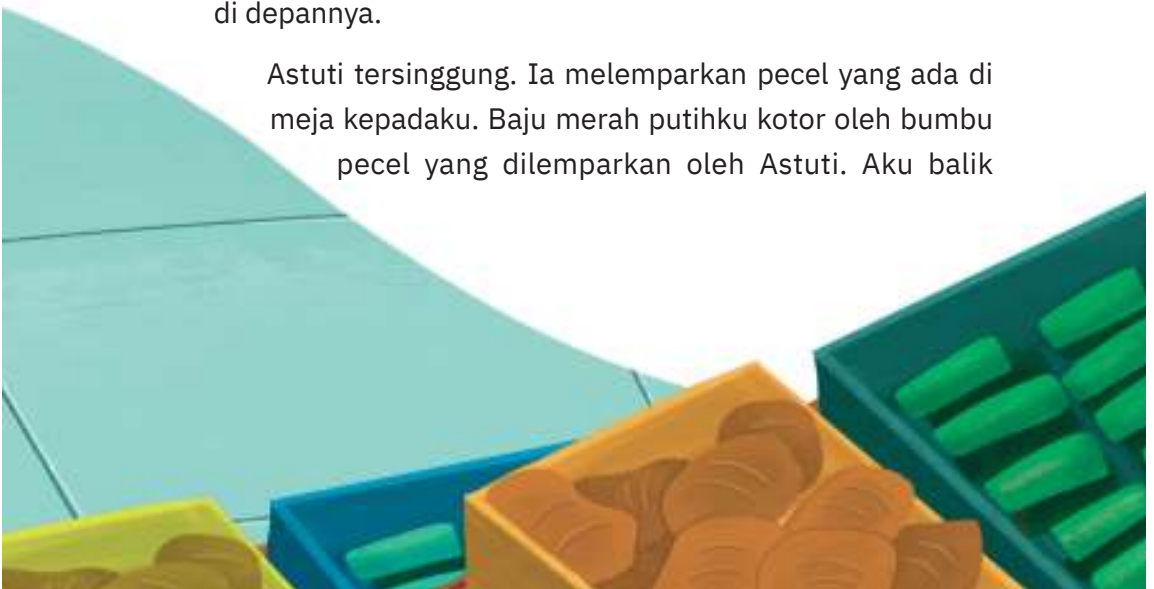 di depannya.
Astuti tersinggung. Ia melemparkan pecel yang ada di
meja kepadaku. Baju merah putihku kotor oleh bumbu
pecel yang dilemparkan oleh Astuti. Aku balik